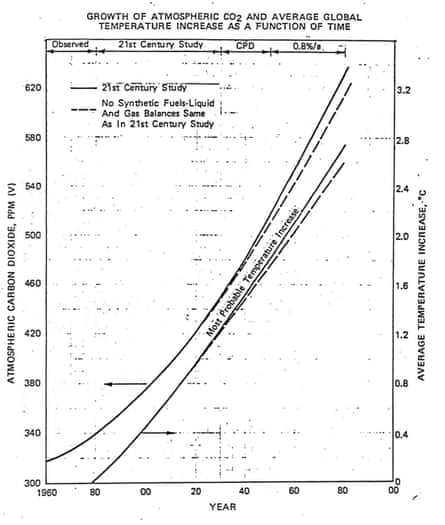 GROWTH OF ATMOSPHERIC CO2 AND AVERAGE GLOBAL
TEMPERATURE INCREASE AS A FUNCTION OF TIME
Observed 21st Century Study CPD 0.8%/a
21st Century Study
No Synthetic Fuels-Liquid
And Gas Balances Same
As In 21st Century Study
ATMOSPHERIC CARBON DIOXIDE, PPM (V)
620
580
540
500
460
420
380
340
300
Most Probable Temperature Increase
3.2
2.8
2.4
2.0
1.6
1.2
0.8
0.4
0
AVERAGE TEMPERATURE INCREASE, °C
1960 80 00 20 40 60 80 00
YEAR